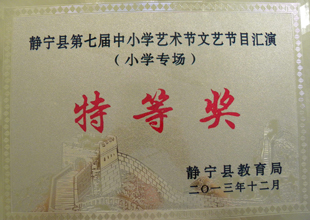 静宁县第七届中小学艺术节文艺节目汇演
（小学专场）
特等奖
静宁县教育局
二〇一三年十二月